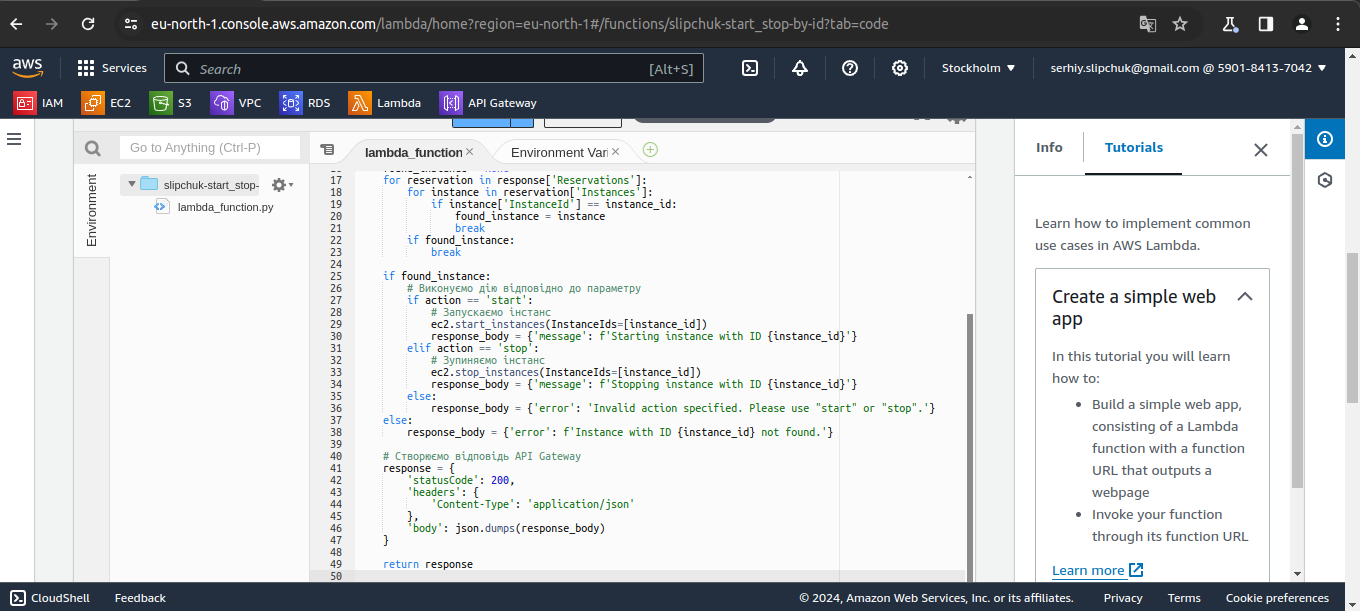 eu-north-1.console.aws.amazon.com/lambda/home?region=eu-north-1#/functions/slipchuk-start_stop-by-id?tab=code
aws
Services
Search
[Alt+S]
Stockholm
serhiy.slipchuk@gmail.com @ 5901-8413-7042
IAM
EC2
S3
VPC
RDS
Lambda
API Gateway
Go to Anything (Ctrl-P)
lambda_function
Environment Vari
Environment
slipchuk-start_stop-
lambda_function.py
17 for reservation in response['Reservations']:
18 for instance in reservation['Instances']:
19 if instance['InstanceId'] == instance_id:
20 found_instance = instance
21 break
22 if found_instance:
23 break
24
25 if found_instance:
26 # Виконуємо дію відповідно до параметру
27 if action == 'start':
28 # Запускаємо інстанс
29 ec2.start_instances(InstanceIds=[instance_id])
30 response_body = {'message': f'Starting instance with ID {instance_id}'}
31 elif action == 'stop':
32 # Зупиняємо інстанс
33 ec2.stop_instances(InstanceIds=[instance_id])
34 response_body = {'message': f'Stopping instance with ID {instance_id}'}
35 else:
36 response_body = {'error': 'Invalid action specified. Please use "start" or "stop".'}
37 else:
38 response_body = {'error': f'Instance with ID {instance_id} not found.'}
39
40 # Створюємо відповідь API Gateway
41 response = {
42 'statusCode': 200,
43 'headers': {
44 'Content-Type': 'application/json'
45 },
46 'body': json.dumps(response_body)
47 }
48
49 return response
50
Info
Tutorials
Learn how to implement common
use cases in AWS Lambda.
Create a simple web
app
In this tutorial you will learn
how to:
• Build a simple web app,
consisting of a Lambda
function with a function
URL that outputs a
webpage
• Invoke your function
through its function URL
Learn more
CloudShell
Feedback
© 2024, Amazon Web Services, Inc. or its affiliates.
Privacy
Terms
Cookie preferences